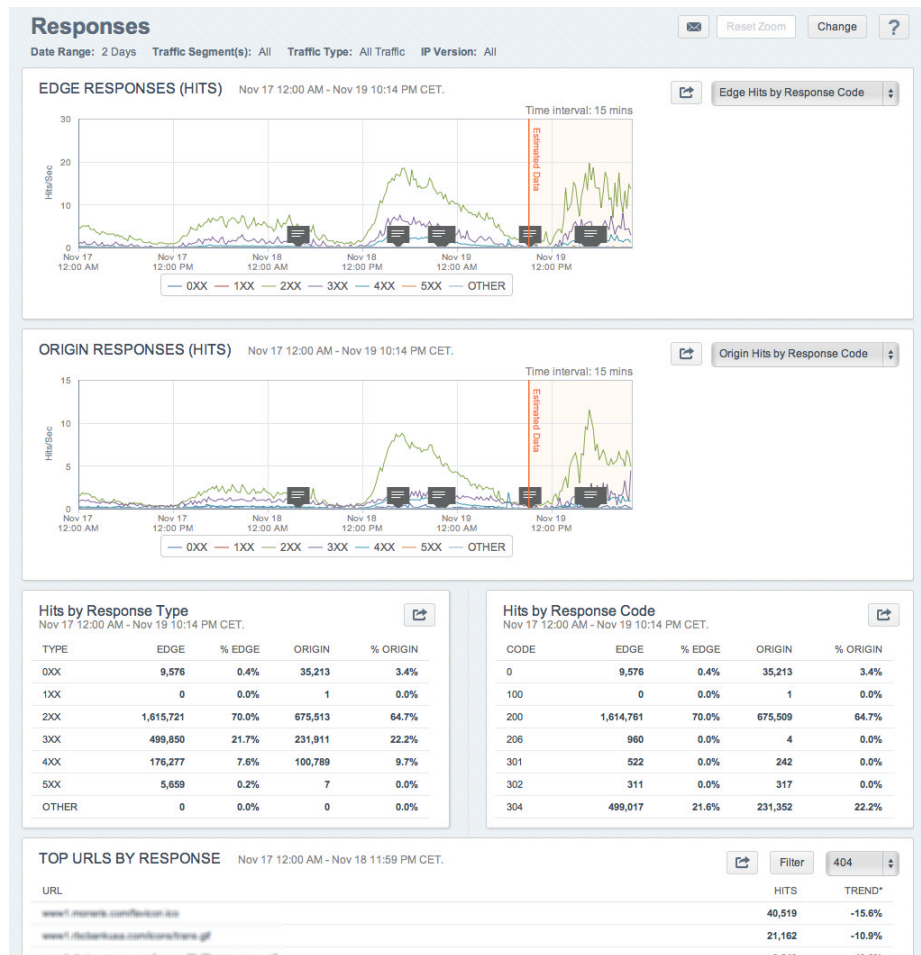 Responses
Reset Zoom
Change
?
Date Range: 2 Days Traffic Segment(s): All Traffic Type: All Traffic IP Version: All
EDGE RESPONSES (HITS) Nov 17 12:00 AM - Nov 19 10:14 PM CET.
Edge Hits by Response Code
Time interval: 15 mins
30
20
10
0
Hits/Sec
Estimated Data
Nov 17 12:00 AM
Nov 17 12:00 PM
Nov 18 12:00 AM
Nov 18 12:00 PM
Nov 19 12:00 AM
Nov 19 12:00 PM
0XX 1XX 2XX 3XX 4XX 5XX OTHER
ORIGIN RESPONSES (HITS) Nov 17 12:00 AM - Nov 19 10:14 PM CET.
Origin Hits by Response Code
Time interval: 15 mins
15
10
5
0
Hits/Sec
Estimated Data
Nov 17 12:00 AM
Nov 17 12:00 PM
Nov 18 12:00 AM
Nov 18 12:00 PM
Nov 19 12:00 AM
Nov 19 12:00 PM
0XX 1XX 2XX 3XX 4XX 5XX OTHER
Hits by Response Type
Nov 17 12:00 AM - Nov 19 10:14 PM CET.
TYPE EDGE % EDGE ORIGIN % ORIGIN
0XX 9,576 0.4% 35,213 3.4%
1XX 0 0.0% 1 0.0%
2XX 1,615,721 70.0% 675,513 64.7%
3XX 499,850 21.7% 231,911 22.2%
4XX 176,277 7.6% 100,789 9.7%
5XX 5,659 0.2% 7 0.0%
OTHER 0 0.0% 0 0.0%
Hits by Response Code
Nov 17 12:00 AM - Nov 19 10:14 PM CET.
CODE EDGE % EDGE ORIGIN % ORIGIN
0 9,576 0.4% 35,213 3.4%
100 0 0.0% 1 0.0%
200 1,614,761 70.0% 675,509 64.7%
206 960 0.0% 4 0.0%
301 522 0.0% 242 0.0%
302 311 0.0% 317 0.0%
304 499,017 21.6% 231,352 22.2%
TOP URLS BY RESPONSE Nov 17 12:00 AM - Nov 18 11:59 PM CET.
Filter
404
URL HITS TREND*
40,519 -15.6%
21,162 -10.9%